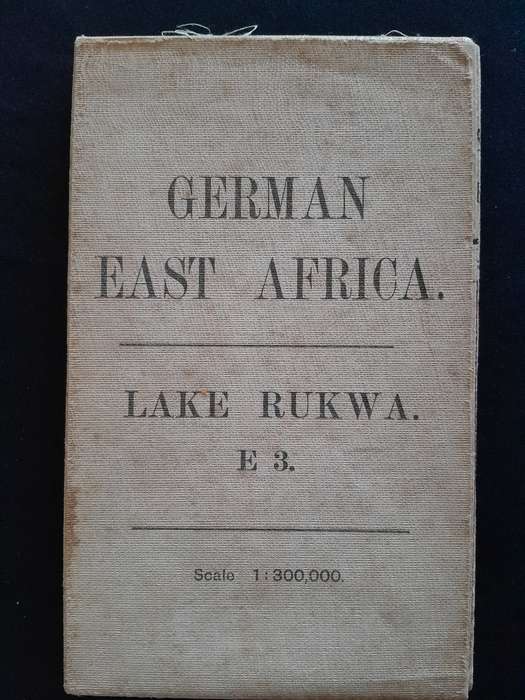 GERMAN
EAST AFRICA.
LAKE RUKWA.
E 3.
Scale 1:300,000.